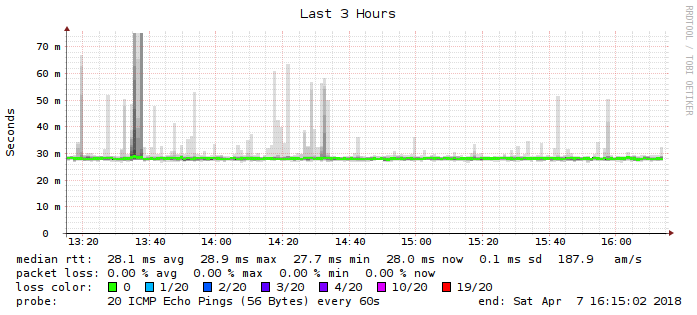 Last 3 Hours
RRDTOOL / TOBI OETIKER
Seconds
70 m
60 m
50 m
40 m
30 m
20 m
10 m
0
13:20 13:40 14:00 14:20 14:40 15:00 15:20 15:40 16:00
median rtt: 28.1 ms avg 28.9 ms max 27.7 ms min 28.0 ms now 0.1 ms sd 187.9 am/s
packet loss: 0.00 % avg 0.00 % max 0.00 % min 0.00 % now
loss color: 0 1/20 2/20 3/20 4/20 10/20 19/20
probe: 20 ICMP Echo Pings (56 Bytes) every 60s end: Sat Apr 7 16:15:02 2018